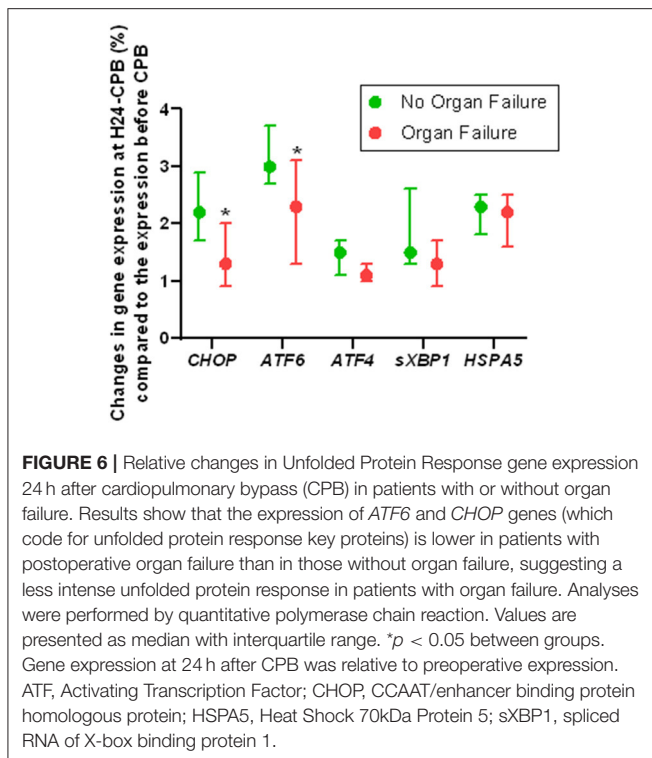 Changes in gene expression at H24-CPB (%)
compared to the expression before CPB
No Organ Failure
Organ Failure
4
3
2
1
0
*
*
CHOP
ATF6
ATF4
sXBP1
HSPA5
FIGURE 6 | Relative changes in Unfolded Protein Response gene expression
24 h after cardiopulmonary bypass (CPB) in patients with or without organ
failure. Results show that the expression of ATF6 and CHOP genes (which
code for unfolded protein response key proteins) is lower in patients with
postoperative organ failure than in those without organ failure, suggesting a
less intense unfolded protein response in patients with organ failure. Analyses
were performed by quantitative polymerase chain reaction. Values are
presented as median with interquartile range. *p < 0.05 between groups.
Gene expression at 24 h after CPB was relative to preoperative expression.
ATF, Activating Transcription Factor; CHOP, CCAAT/enhancer binding protein
homologous protein; HSPA5, Heat Shock 70kDa Protein 5; sXBP1, spliced
RNA of X-box binding protein 1.